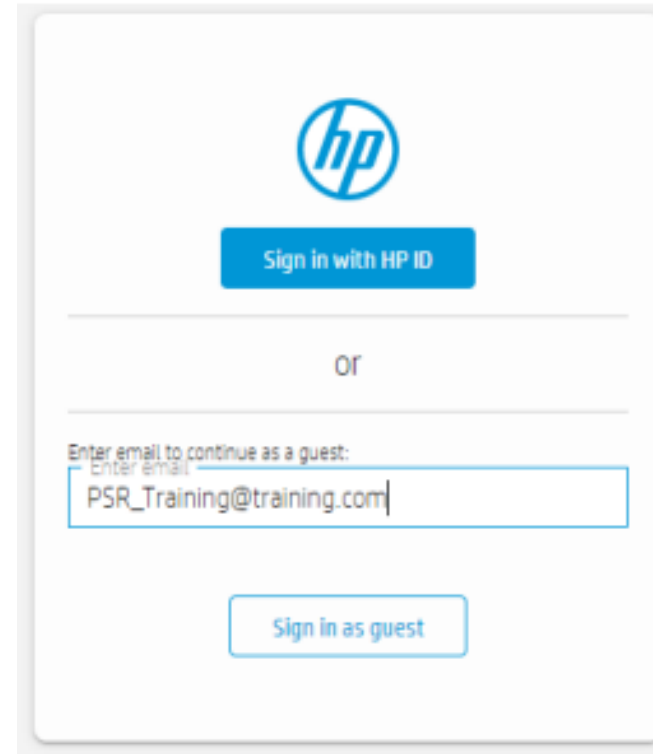 hp
Sign in with HP ID
or
Enter email to continue as a guest:
Enter email
PSR_Training@training.com
Sign in as guest